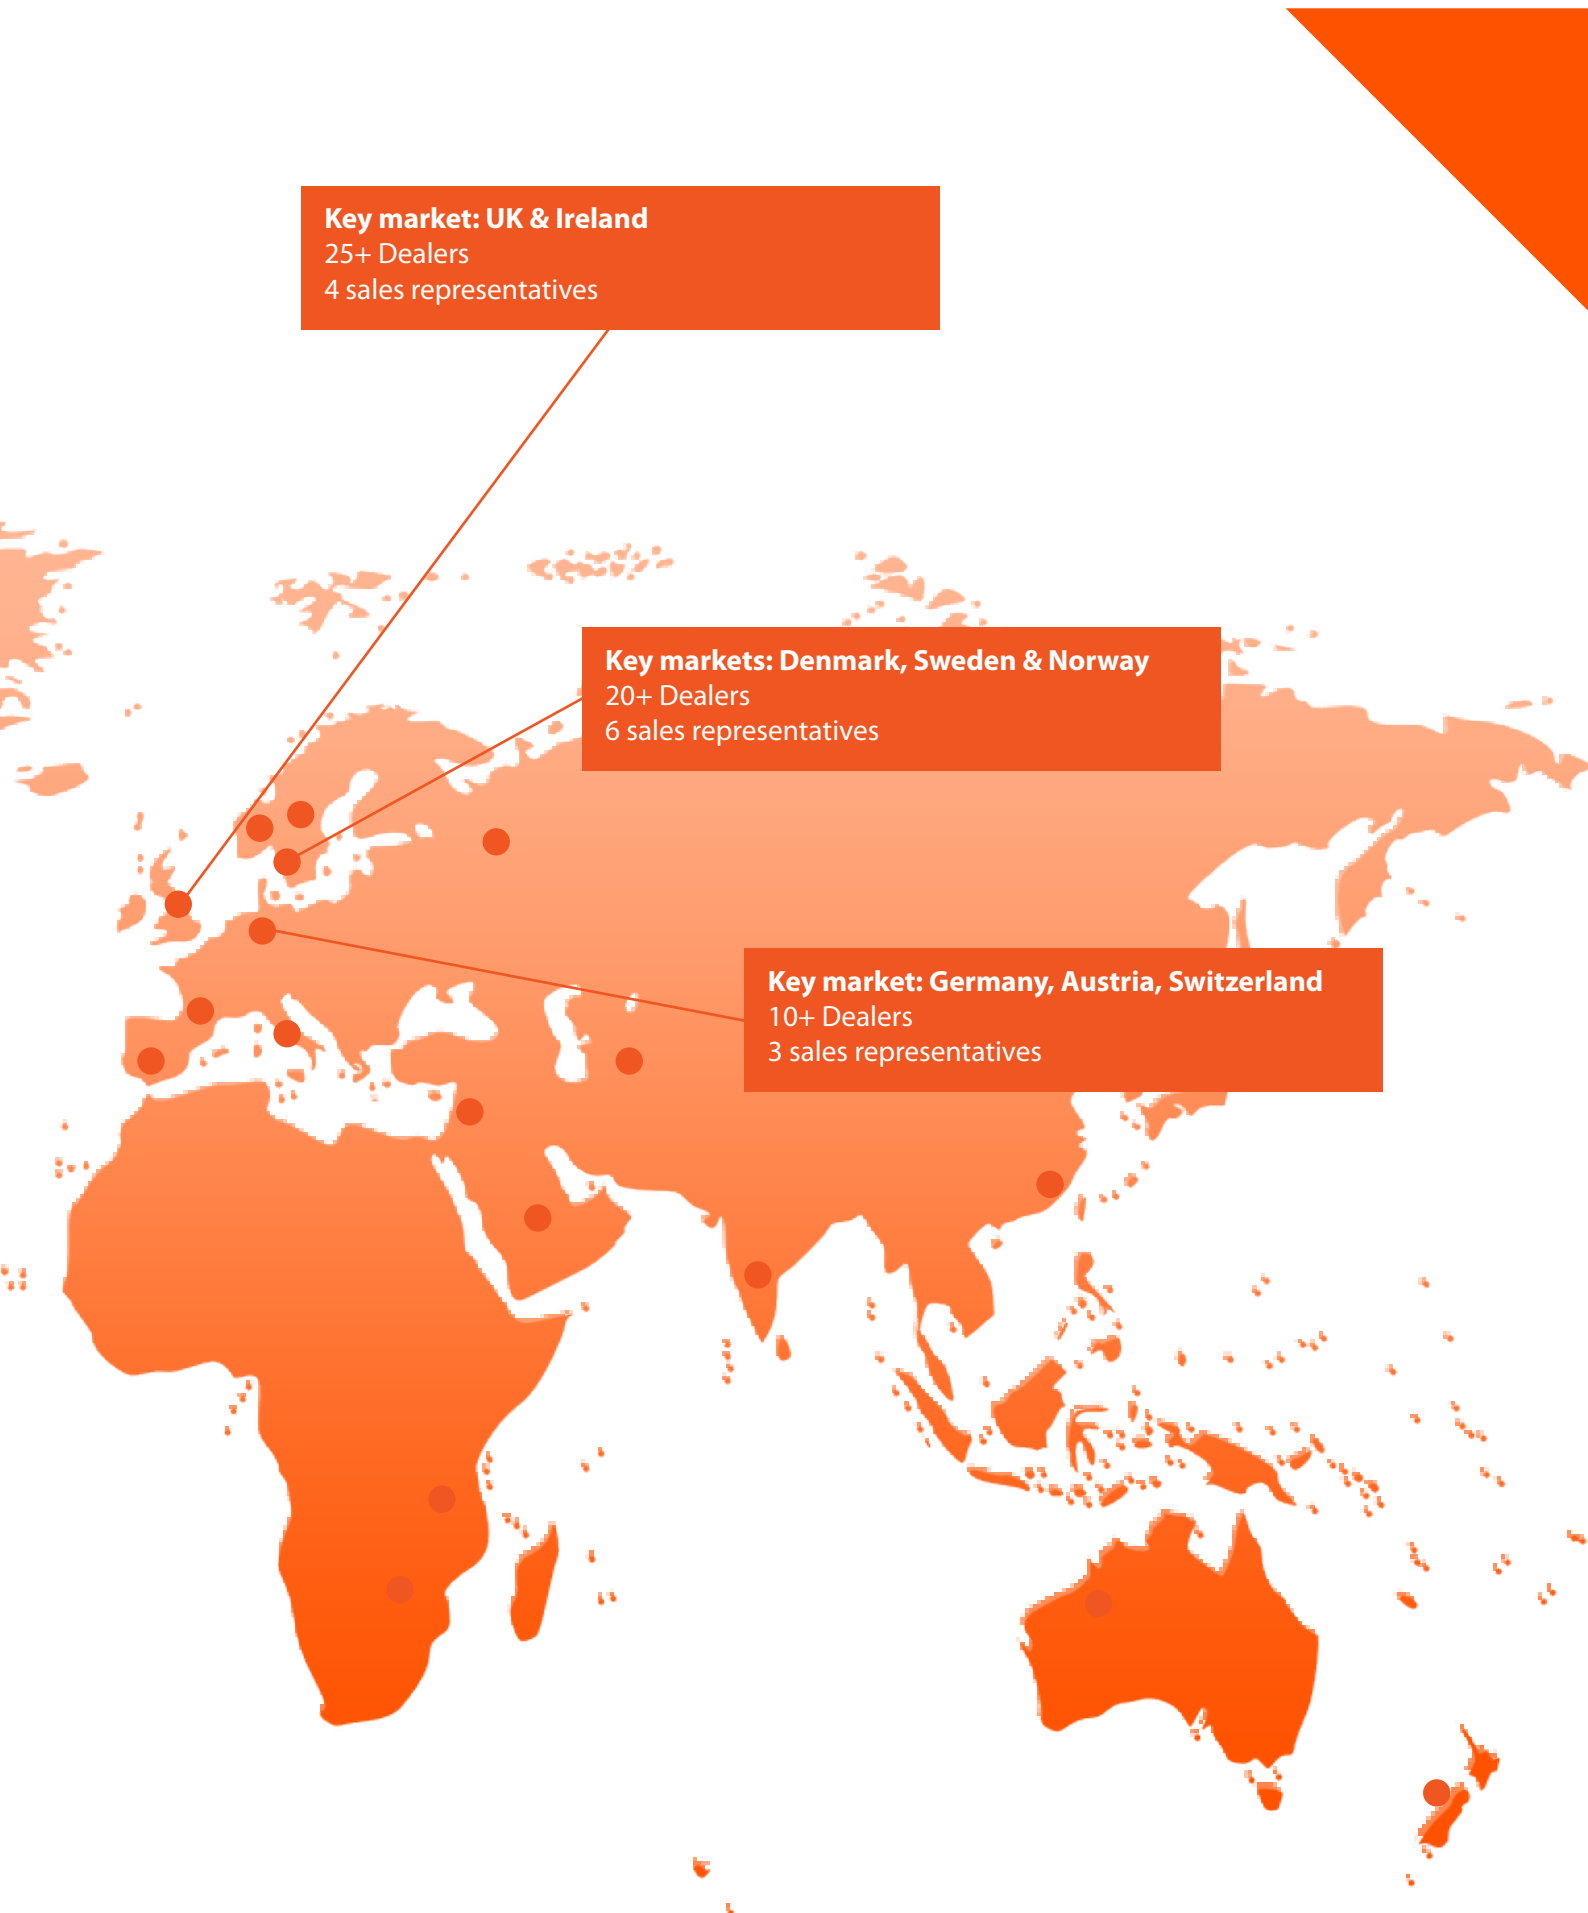 Key market: UK & Ireland
25+ Dealers
4 sales representatives
Key markets: Denmark, Sweden & Norway
20+ Dealers
6 sales representatives
Key market: Germany, Austria, Switzerland
10+ Dealers
3 sales representatives